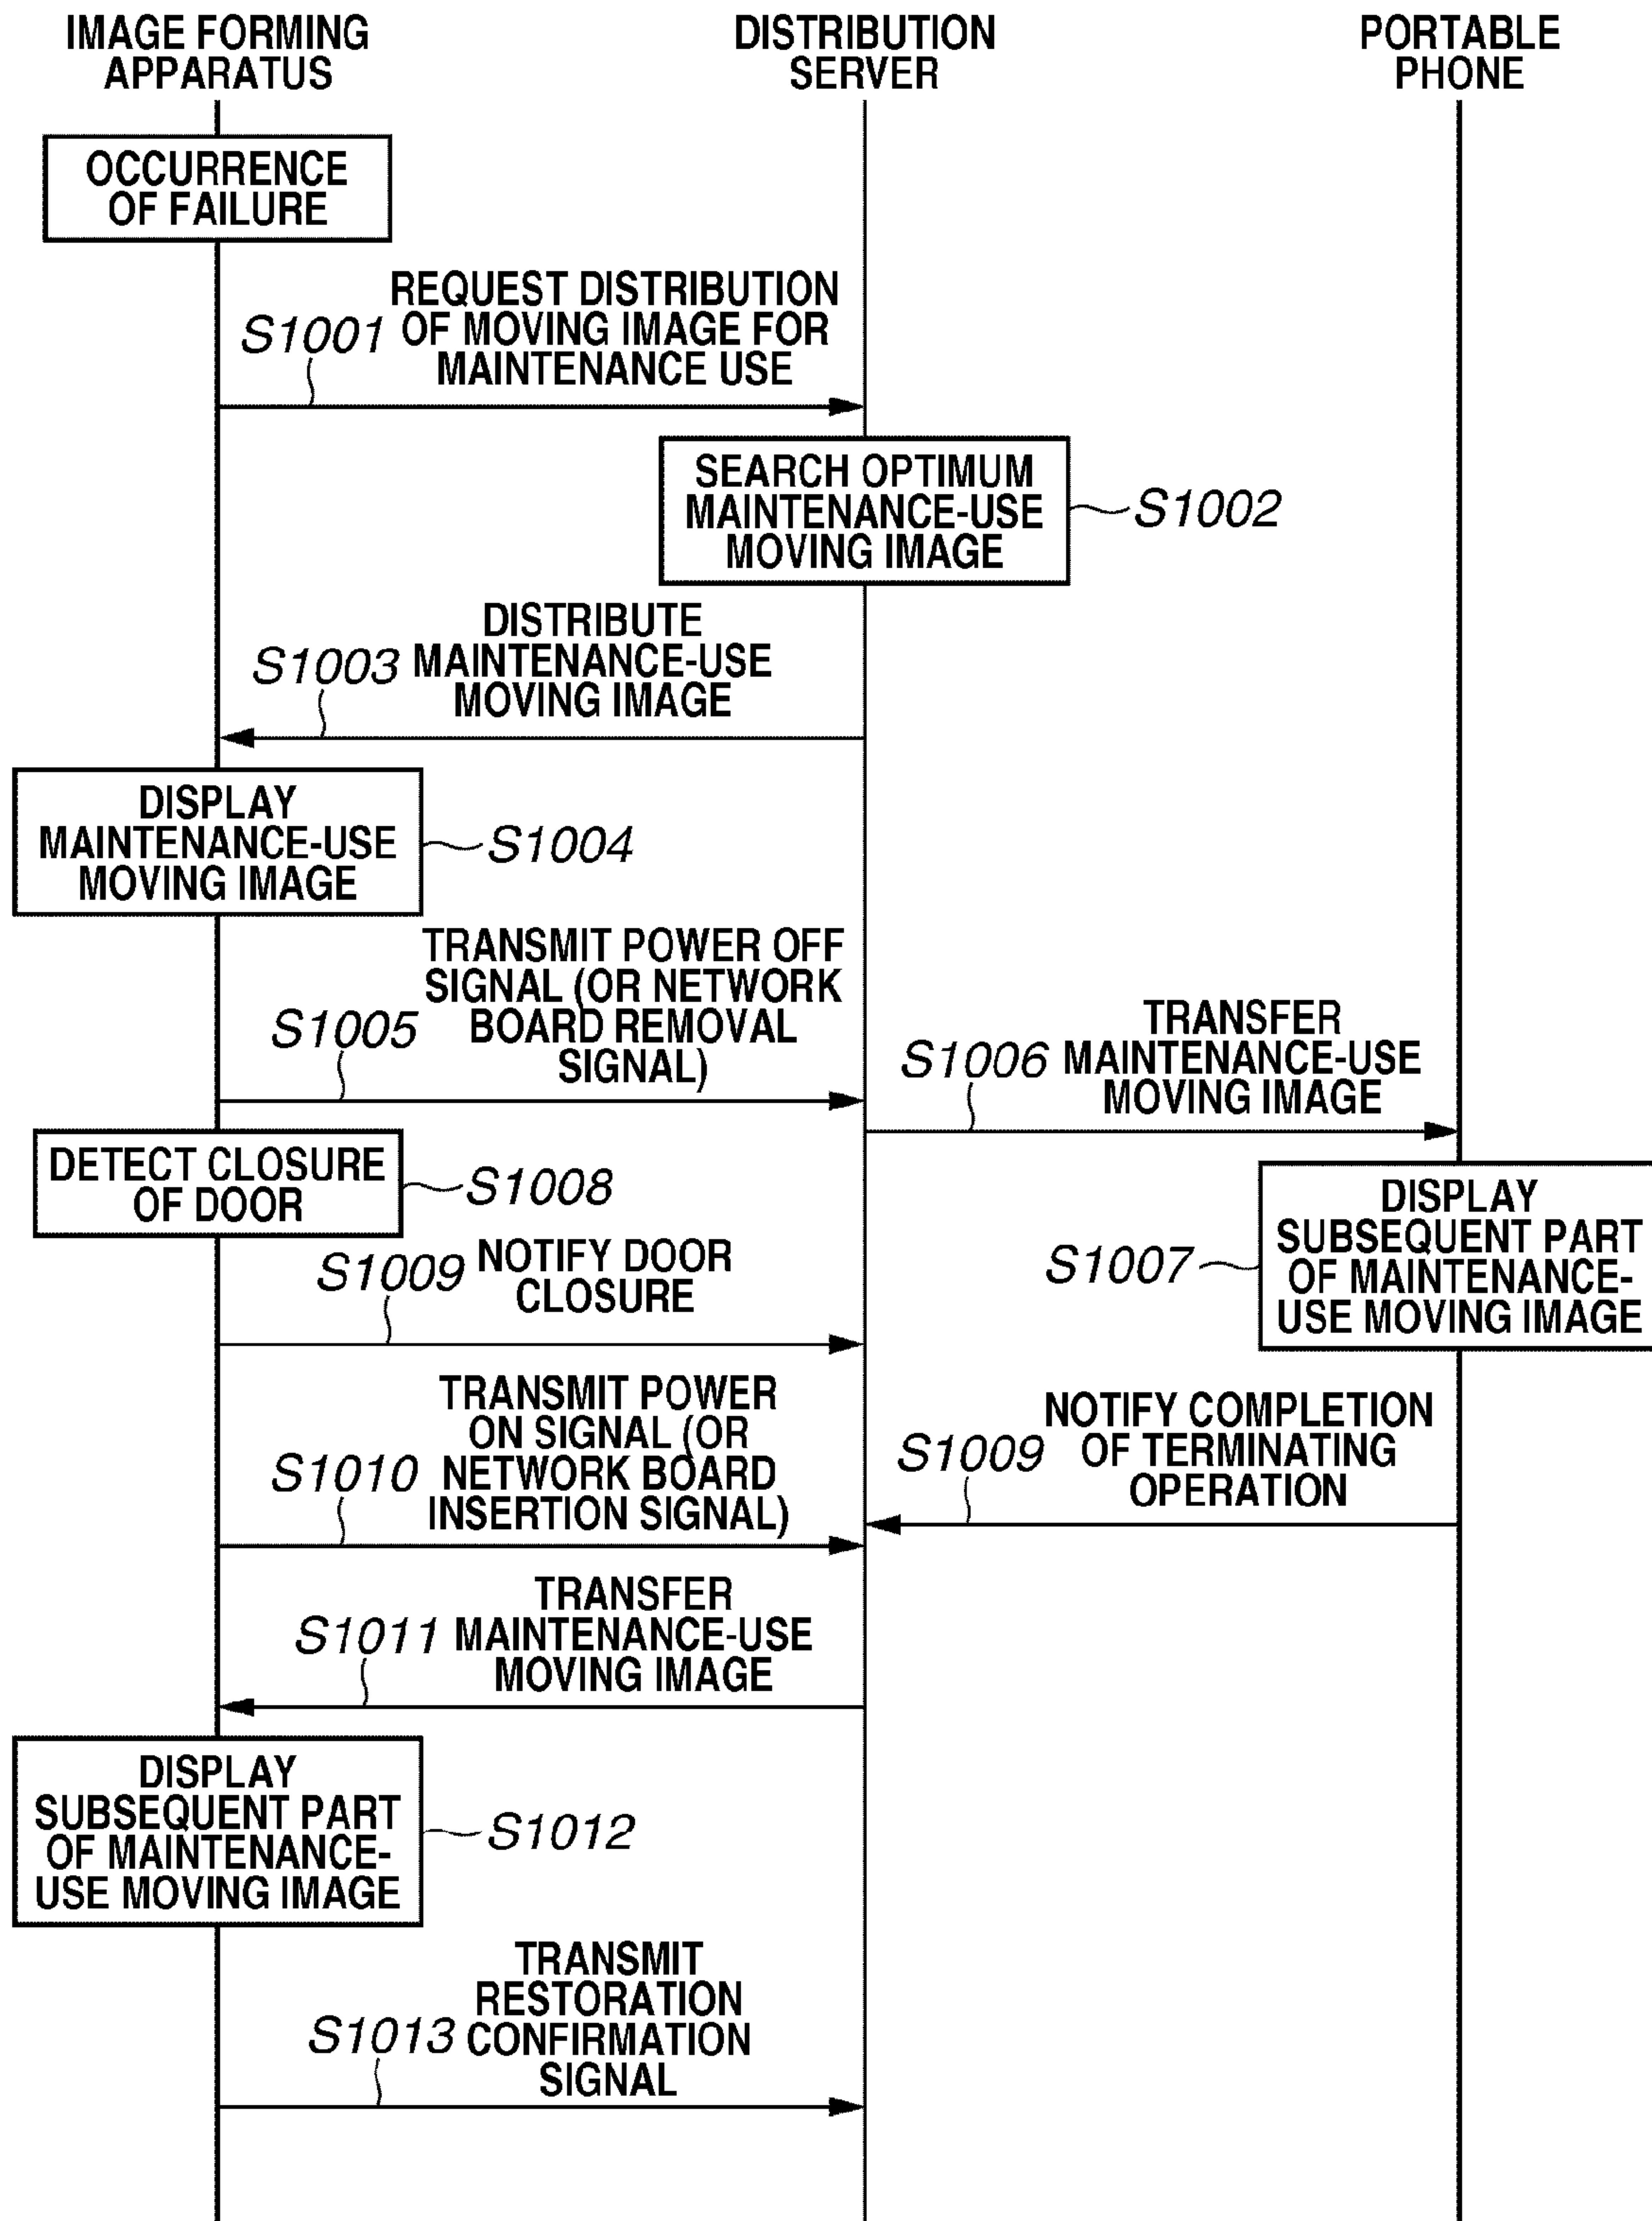 IMAGE FORMING
APPARATUS
DISTRIBUTION
SERVER
PORTABLE
PHONE
OCCURRENCE
OF FAILURE
REQUEST DISTRIBUTION
OF MOVING IMAGE FOR
MAINTENANCE USE
S1001
SEARCH OPTIMUM
MAINTENANCE-USE
MOVING IMAGE
S1002
DISTRIBUTE
MAINTENANCE-USE
MOVING IMAGE
S1003
DISPLAY
MAINTENANCE-USE
MOVING IMAGE
S1004
TRANSMIT POWER OFF
SIGNAL (OR NETWORK
BOARD REMOVAL
SIGNAL)
S1005
TRANSFER
MAINTENANCE-USE
MOVING IMAGE
S1006
DETECT CLOSURE
OF DOOR
S1008
DISPLAY
SUBSEQUENT PART
OF MAINTENANCE-
USE MOVING IMAGE
S1007
NOTIFY DOOR
CLOSURE
S1009
TRANSMIT POWER
ON SIGNAL (OR
NETWORK BOARD
INSERTION SIGNAL)
S1010
NOTIFY COMPLETION
OF TERMINATING
OPERATION
S1009
TRANSFER
MAINTENANCE-USE
MOVING IMAGE
S1011
DISPLAY
SUBSEQUENT PART
OF MAINTENANCE-
USE MOVING IMAGE
S1012
TRANSMIT
RESTORATION
CONFIRMATION
SIGNAL
S1013